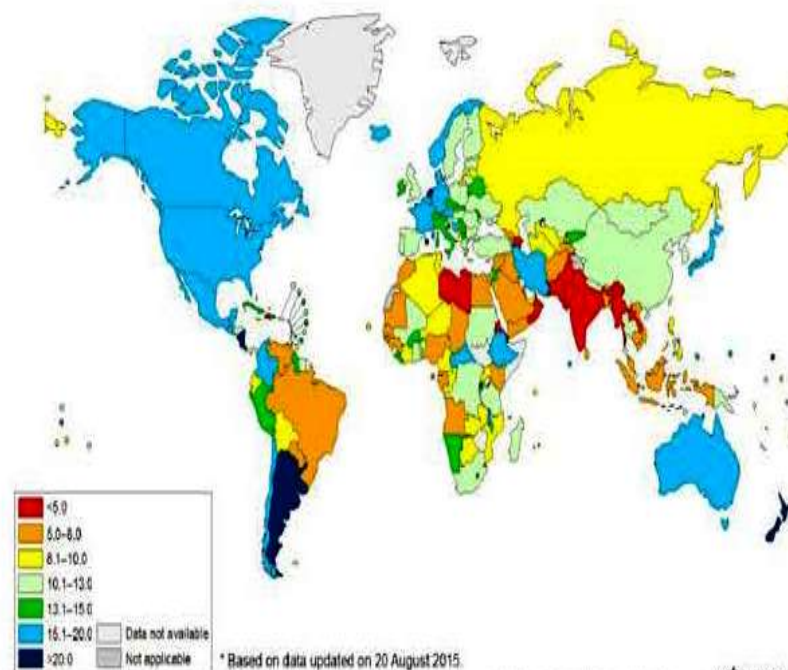 <5.0
5.0–8.0
8.1–10.0
10.1–13.0
13.1–15.0
15.1–20.0
>20.0
Data not available
Not applicable
* Based on data updated on 20 August 2015.